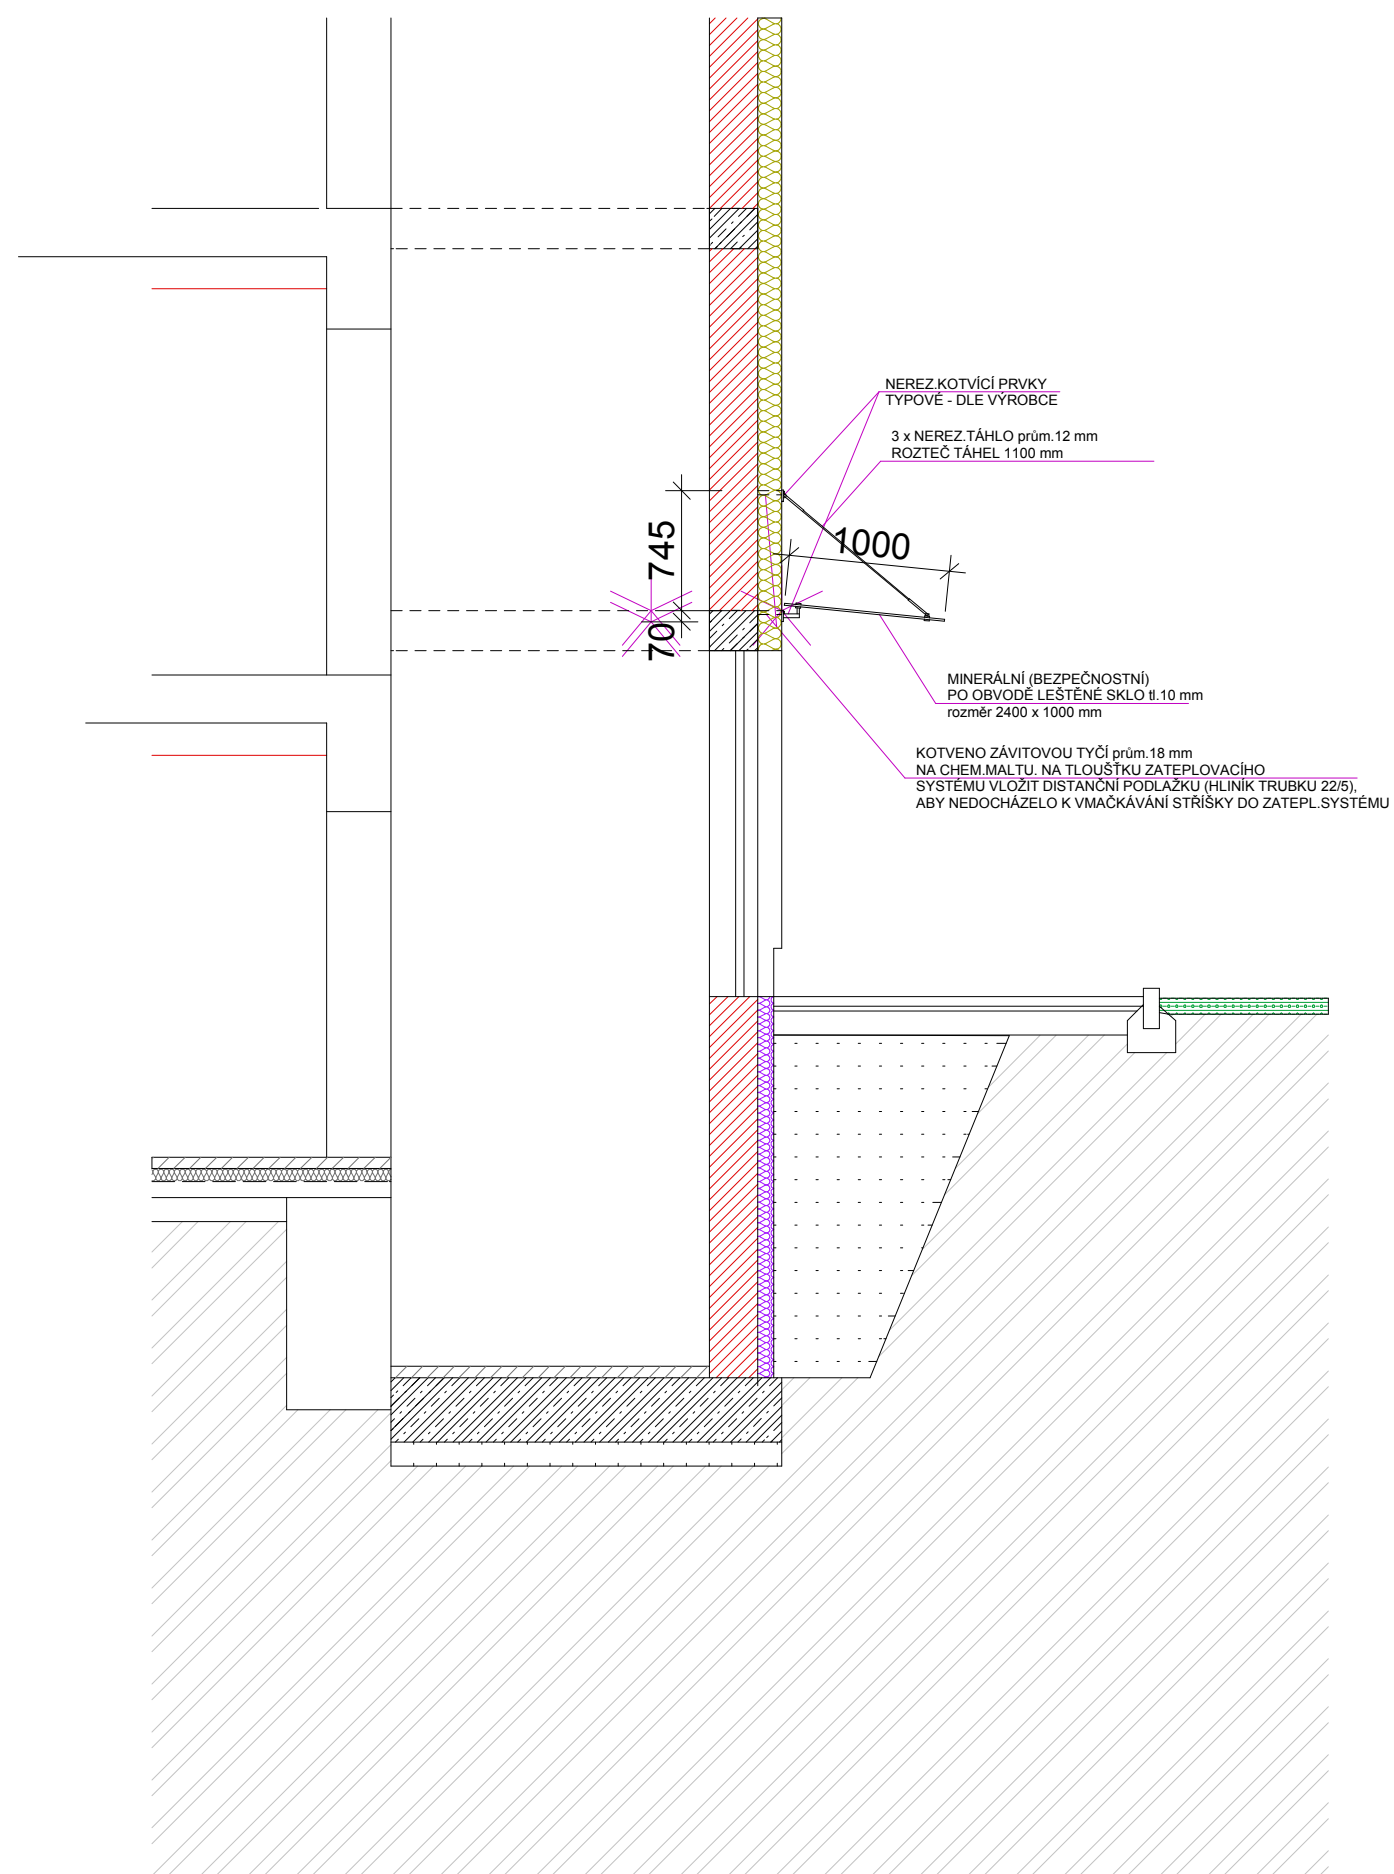 NEREZ.KOTVÍCÍ PRVKY
TYPOVÉ - DLE VÝROBCE
3 x NEREZ.TÁHLO prům.12 mm
ROZTEČ TÁHEL 1100 mm
745
1000
70
MINERÁLNÍ (BEZPEČNOSTNÍ)
PO OBVODĚ LEŠTĚNÉ SKLO tl.10 mm
rozměr 2400 x 1000 mm
KOTVENO ZÁVITOVOU TYČÍ prům.18 mm
NA CHEM.MALTU. NA TLOUŠŤKU ZATEPLOVACÍHO
SYSTÉMU VLOŽIT DISTANČNÍ PODLAŽKU (HLINÍK TRUBKU 22/5),
ABY NEDOCHÁZELO K VMAČKÁVÁNÍ STŘÍŠKY DO ZATEPL.SYSTÉMU